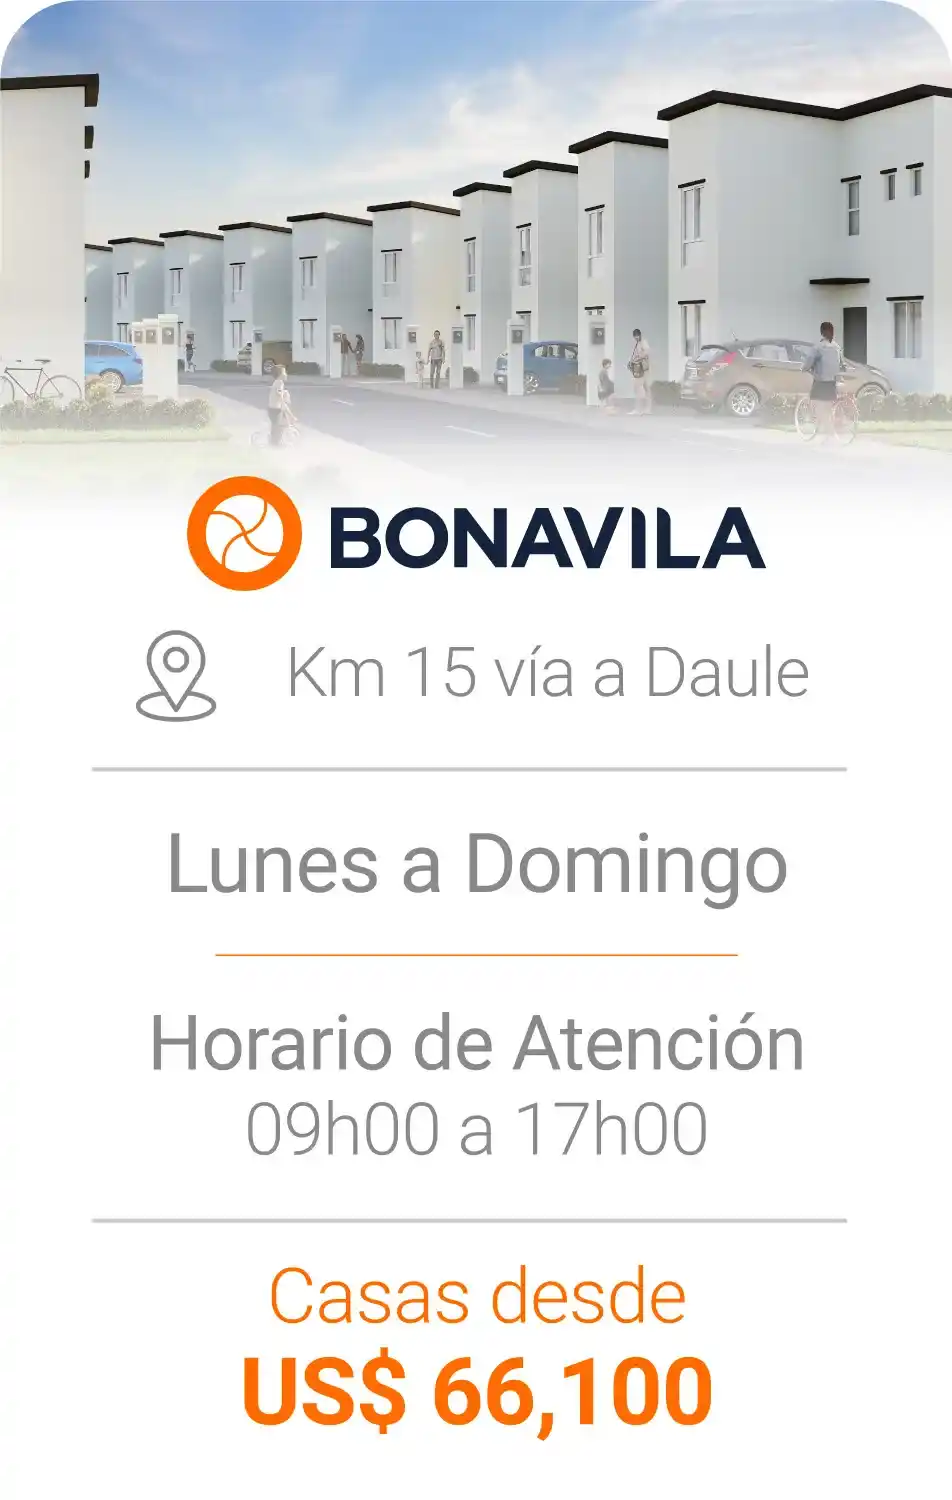 BONAVILA
Km 15 vía a Daule
Lunes a Domingo
Horario de Atención
09h00 a 17h00
Casas desde
US$ 66,100